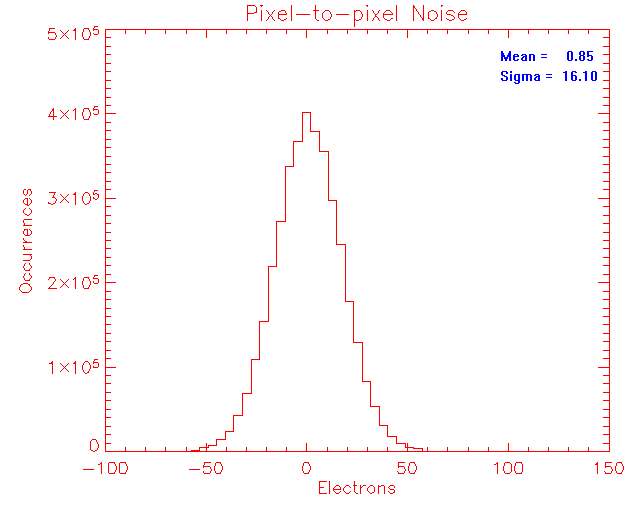 Pixel-to-pixel Noise
Mean = 0.85
Sigma = 16.10
5×10⁵
4×10⁵
3×10⁵
2×10⁵
1×10⁵
0
Occurrences
-100 -50 0 50 100 150
Electrons